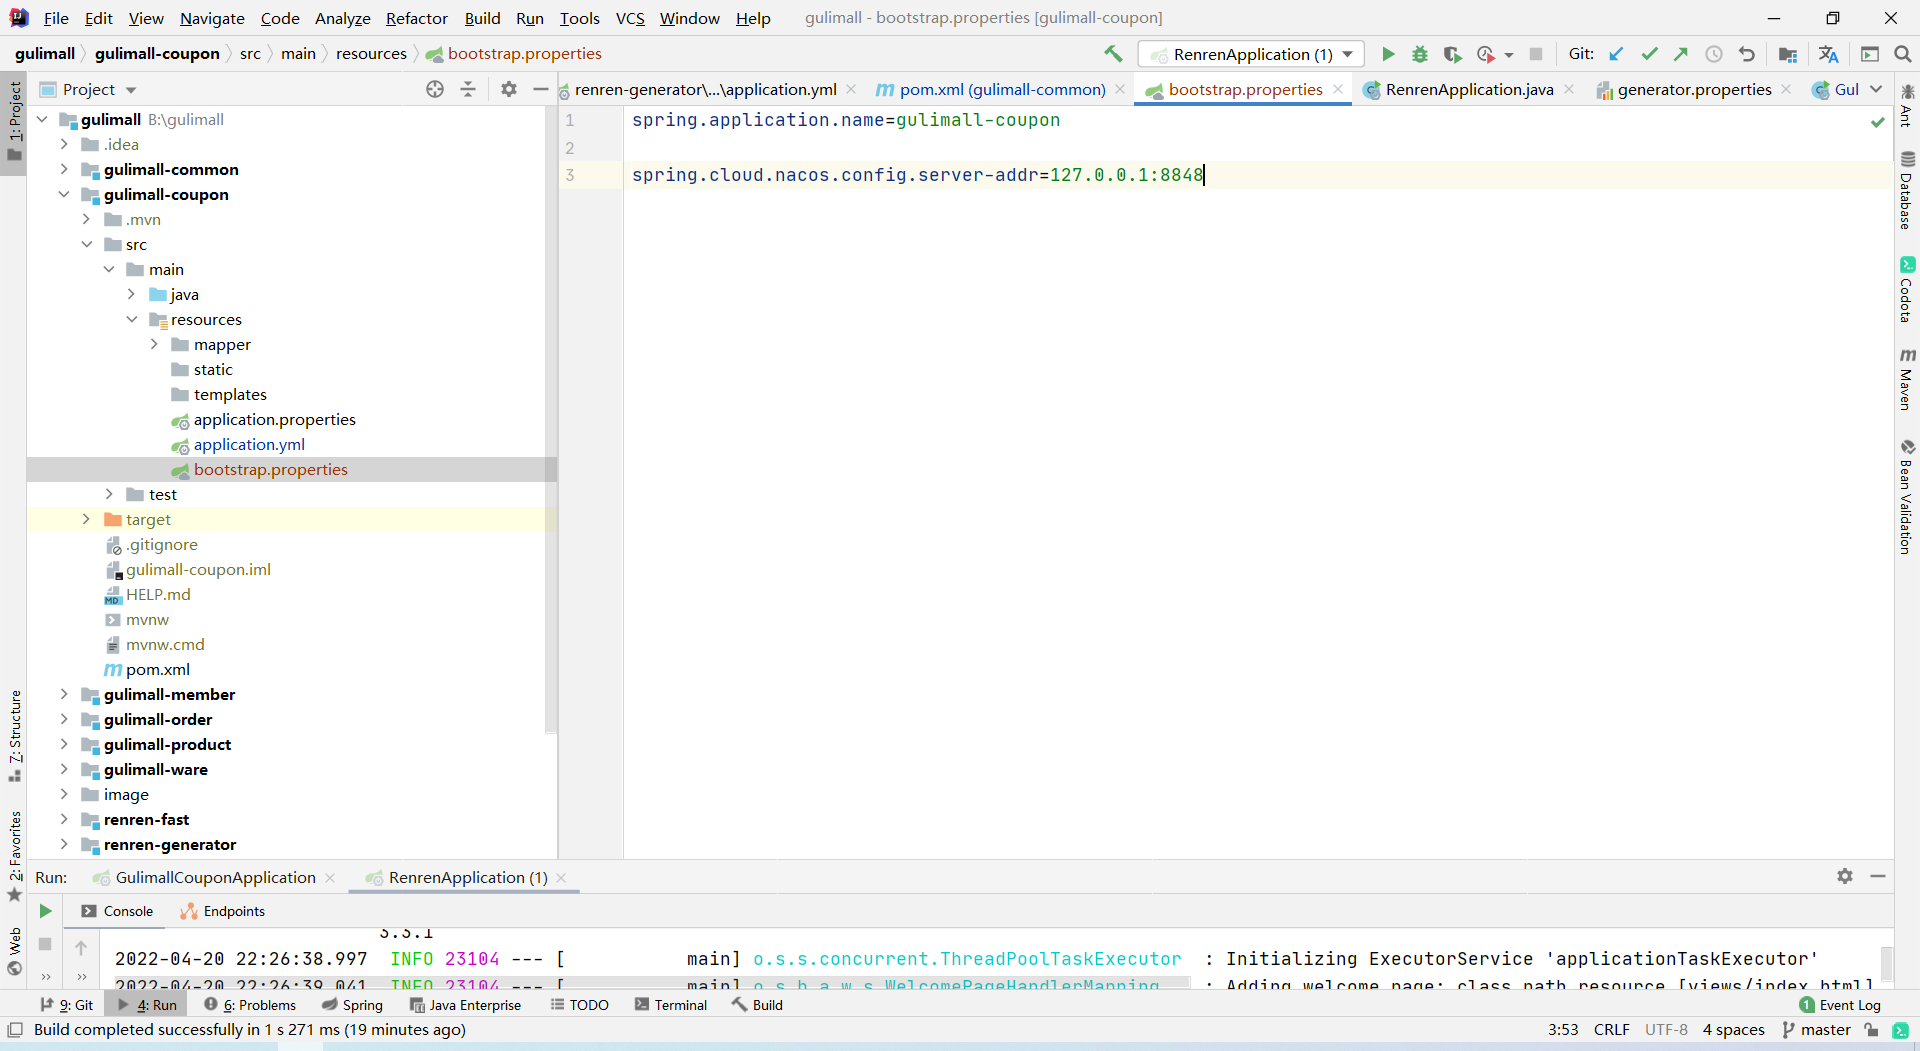 File Edit View Navigate Code Analyze Refactor Build Run Tools VCS Window Help gulimall - bootstrap.properties [gulimall-coupon]
gulimall gulimall-coupon src main resources bootstrap.properties RenrenApplication (1) Git:
Project
renren-generator\...\application.yml pom.xml (gulimall-common) bootstrap.properties RenrenApplication.java generator.properties Gul
1: Project
7: Structure
2: Favorites
Web
gulimall B:\gulimall
.idea
gulimall-common
gulimall-coupon
.mvn
src
main
java
resources
mapper
static
templates
application.properties
application.yml
bootstrap.properties
test
target
.gitignore
gulimall-coupon.iml
HELP.md
mvnw
mvnw.cmd
pom.xml
gulimall-member
gulimall-order
gulimall-product
gulimall-ware
image
renren-fast
renren-generator
1 spring.application.name=gulimall-coupon
2
3 spring.cloud.nacos.config.server-addr=127.0.0.1:8848
Ant
Database
Codota
Maven
Bean Validation
Run: GulimallCouponApplication RenrenApplication (1)
Console Endpoints
3.3.1
2022-04-20 22:26:38.997 INFO 23104 --- [ main] o.s.s.concurrent.ThreadPoolTaskExecutor : Initializing ExecutorService 'applicationTaskExecutor'
2022-04-20 22:26:39.041 INFO 23104 --- [ main] o.s.b.a.w.s.WelcomePageHandlerMapping : Adding welcome page: class path resource [views/index.html]
9: Git 4: Run 6: Problems Spring Java Enterprise TODO Terminal Build 1 Event Log
Build completed successfully in 1 s 271 ms (19 minutes ago) 3:53 CRLF UTF-8 4 spaces master